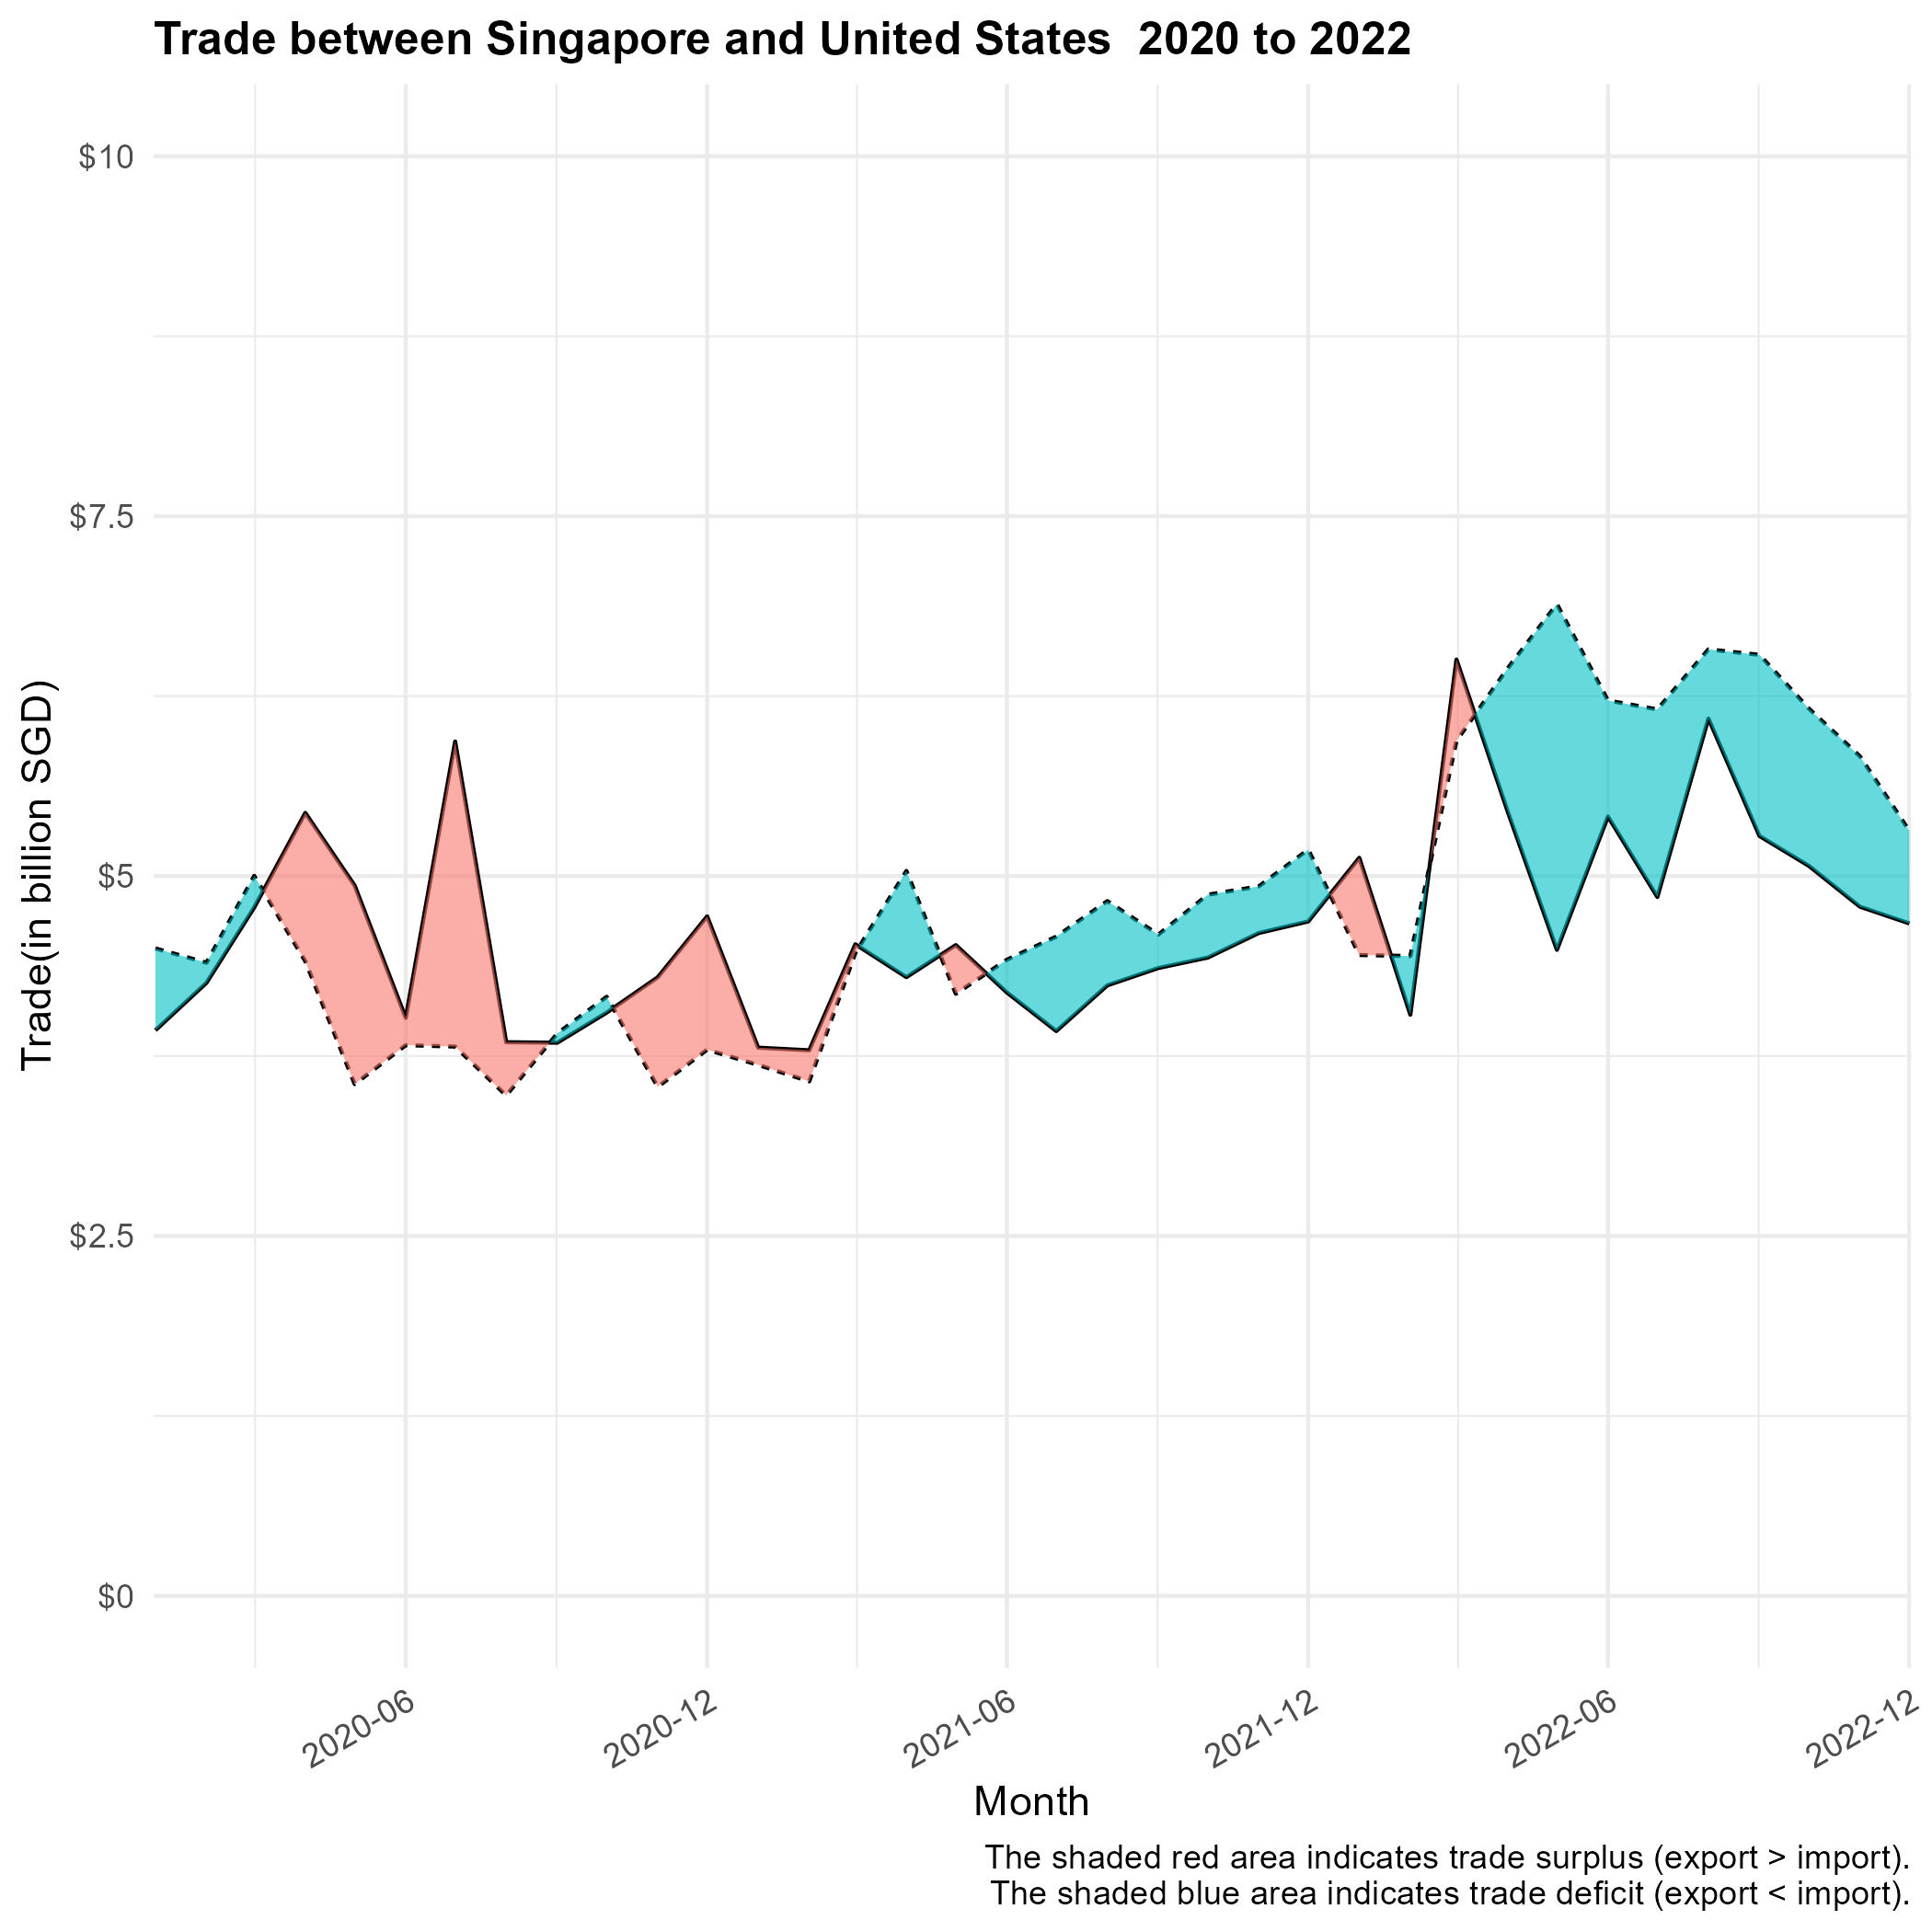 Trade between Singapore and United States  2020 to 2022
$10
$7.5
$5
$2.5
$0
Trade(in billion SGD)
2020-06
2020-12
2021-06
2021-12
2022-06
2022-12
Month
The shaded red area indicates trade surplus (export > import).
The shaded blue area indicates trade deficit (export < import).